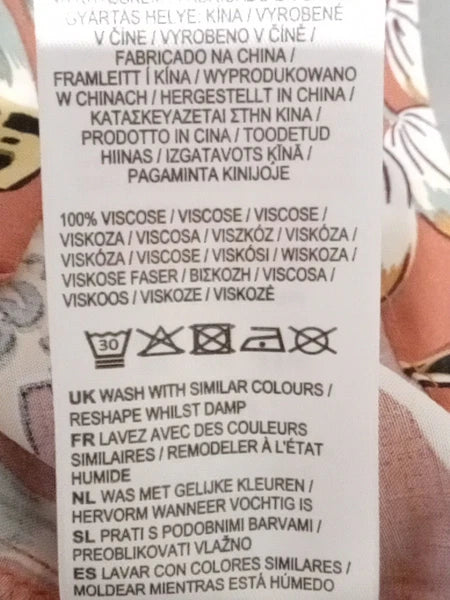 GYÁRTÁS HELYE: KÍNA / VYROBENÉ
V ČÍNE / VYROBENO V ČÍNĚ /
FABRICADO NA CHINA /
FRAMLEITT Í KÍNA / WYPRODUKOWANO
W CHINACH / HERGESTELLT IN CHINA /
ΚΑΤΑΣΚΕΥΑΖΕΤΑΙ ΣΤΗΝ ΚΙΝΑ /
PRODOTTO IN CINA / TOODETUD
HIINAS / IZGATAVOTS ĶĪNĀ /
PAGAMINTA KINIJOJE
100% VISCOSE / VISCOSE / VISCOSE /
VISKOZA / VISCOSA / VISZKÓZ / VISKÓZA /
VISKÓZA / VISCOSE / VISKÓSI / WISKOZA /
VISKOSE FASER / ΒΙΣΚΟΖΗ / VISCOSA /
VISKOOS / VISKOZE / VISKOZĖ
30
UK WASH WITH SIMILAR COLOURS /
RESHAPE WHILST DAMP
FR LAVEZ AVEC DES COULEURS
SIMILAIRES / REMODELER À L'ÉTAT
HUMIDE
NL WAS MET GELIJKE KLEUREN /
HERVORM WANNEER VOCHTIG IS
SL PRATI S PODOBNIMI BARVAMI /
PREOBLIKOVATI VLAŽNO
ES LAVAR CON COLORES SIMILARES /
MOLDEAR MIENTRAS ESTÁ HÚMEDO